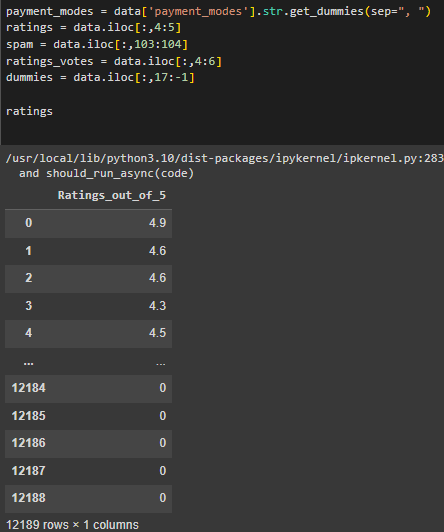 payment_modes = data['payment_modes'].str.get_dummies(sep=", ")
ratings = data.iloc[:,4:5]
spam = data.iloc[:,103:104]
ratings_votes = data.iloc[:,4:6]
dummies = data.iloc[:,17:-1]
ratings
/usr/local/lib/python3.10/dist-packages/ipykernel/ipkernel.py:283
and should_run_async(code)
Ratings_out_of_5
0 4.9
1 4.6
2 4.6
3 4.3
4 4.5
... ...
12184 0
12185 0
12186 0
12187 0
12188 0
12189 rows × 1 columns